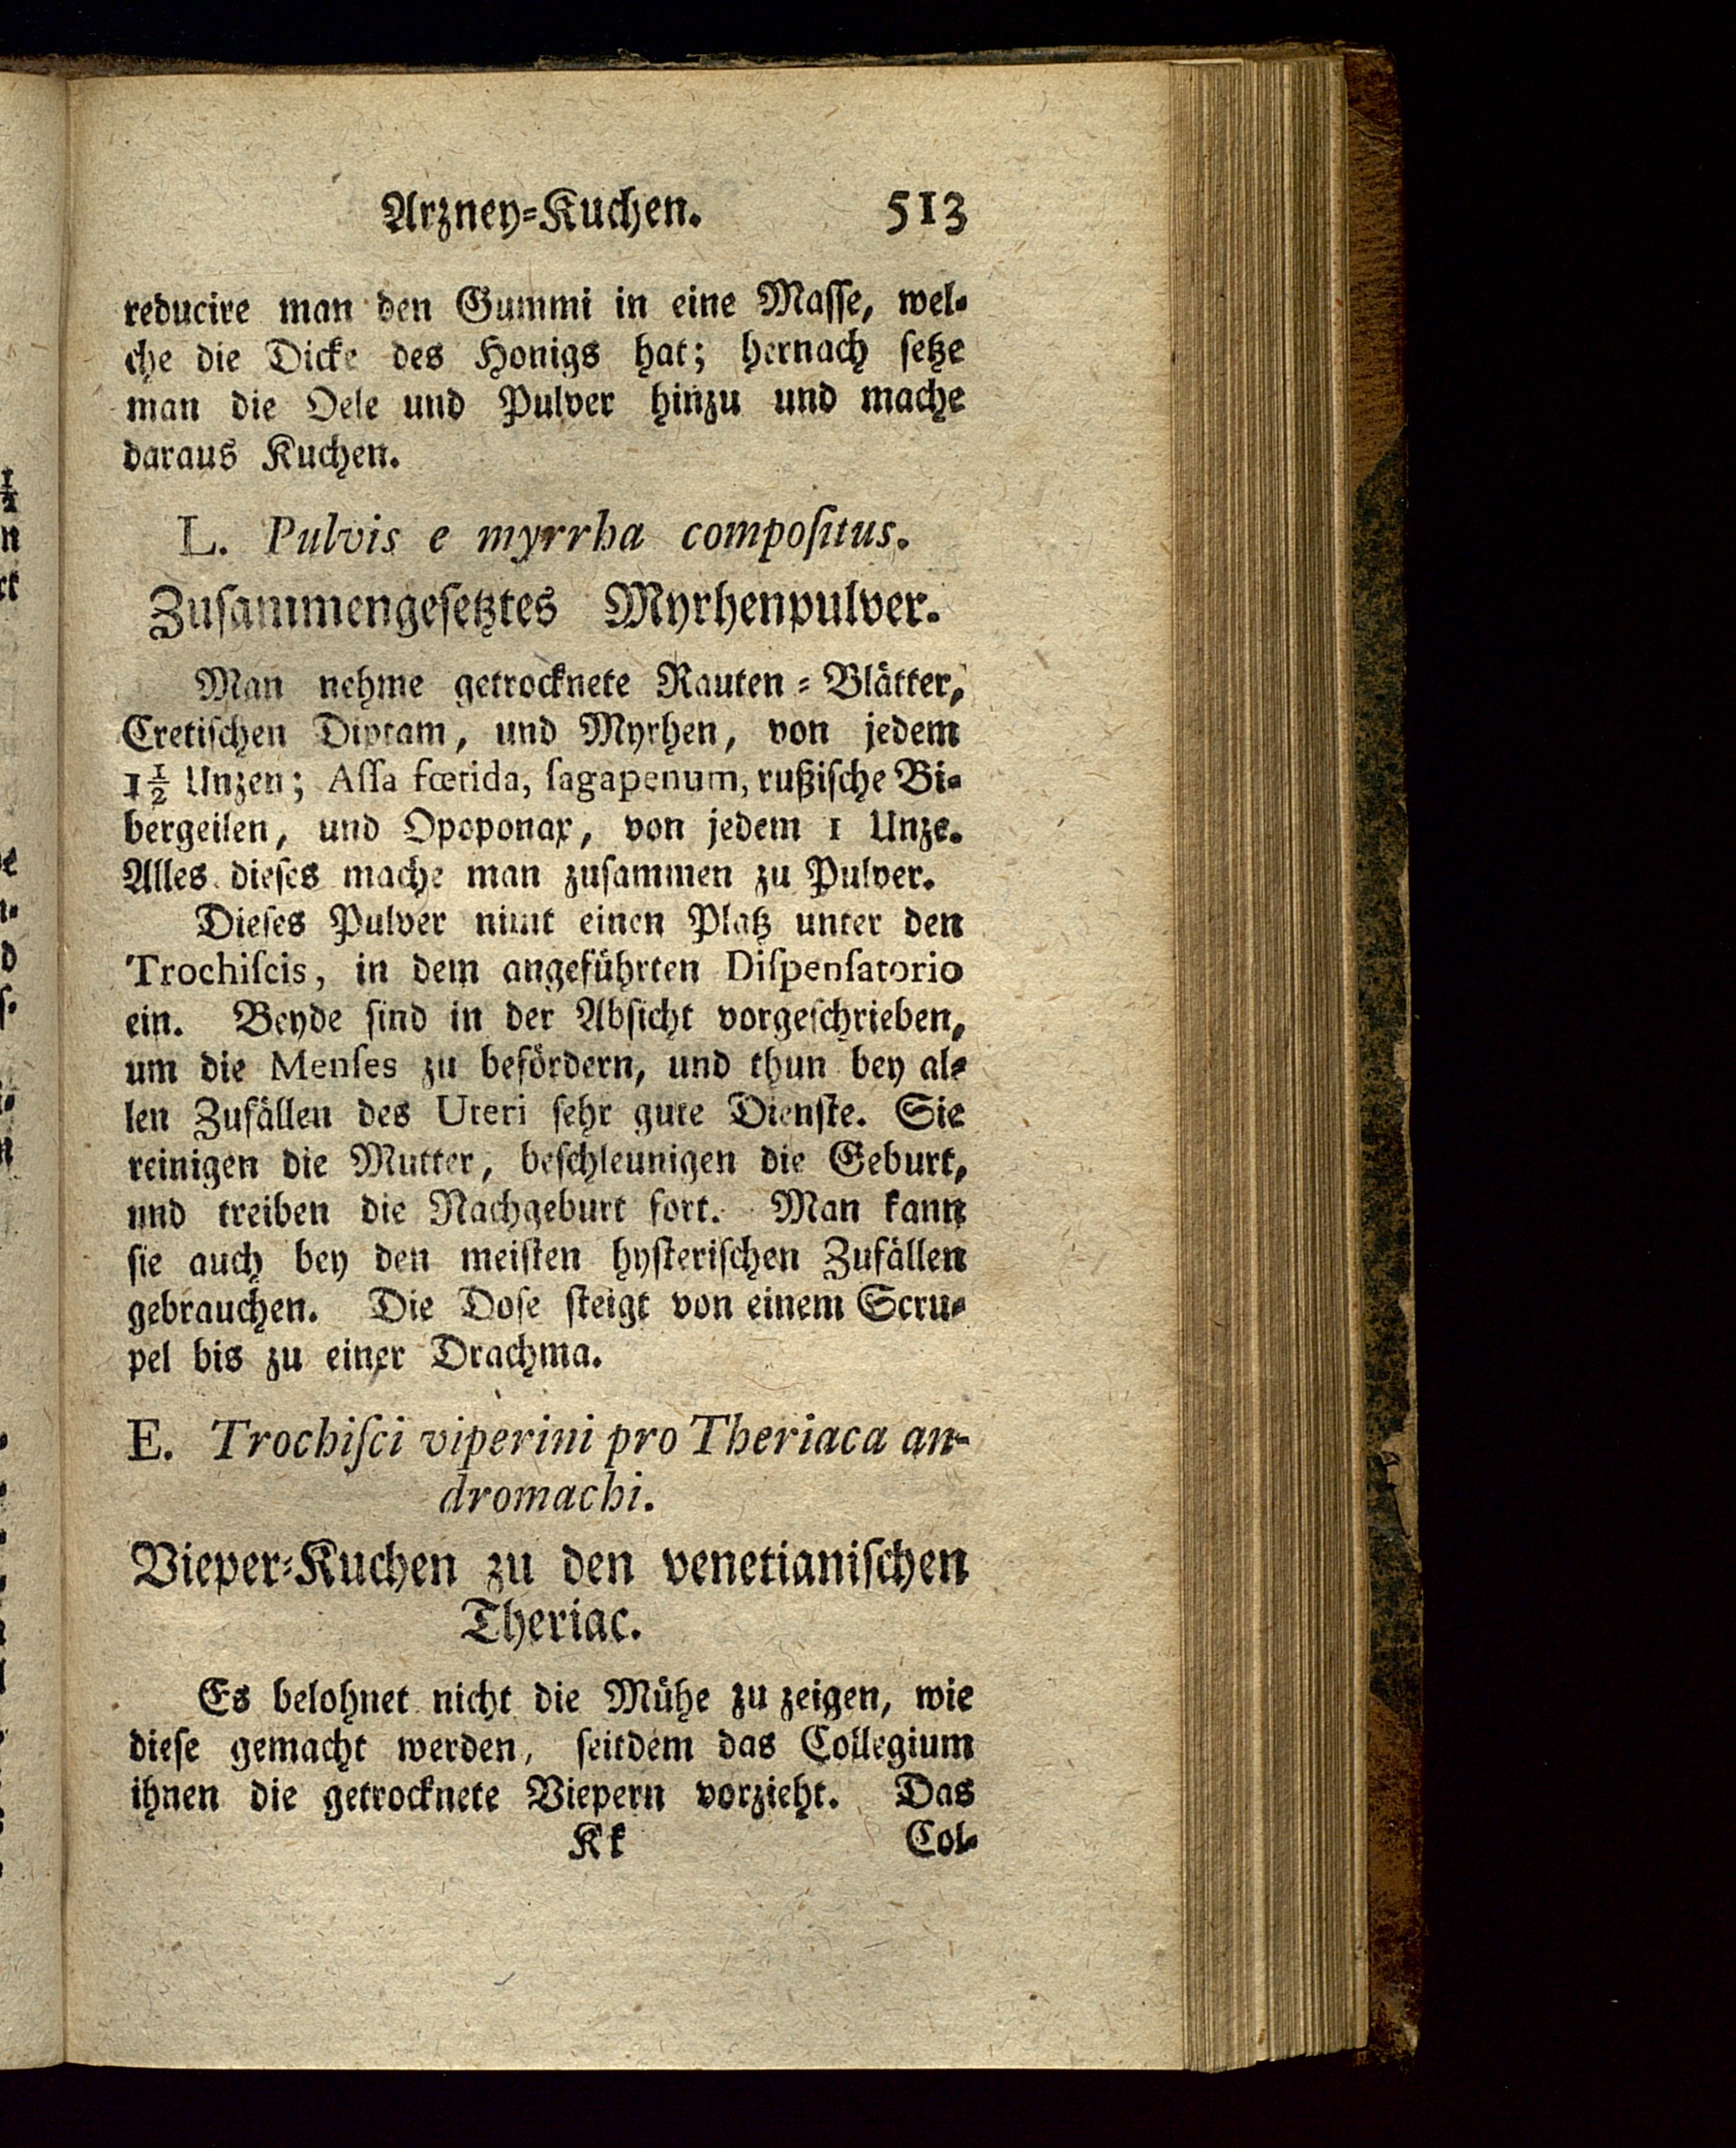 Arzney-Kuchen. 513
reducire man den Gummi in eine Masse, wel-
che die Dicke des Honigs hat; hernach setze
man die Oele und Pulver hinzu und mache
daraus Kuchen.
L. Pulvis e myrrha compoſitus.
Zuſammengeſetztes Myrhenpulver.
Man nehme getrocknete Rauten-Blätter,
Cretiſchen Diptam, und Myrhen, von jedem
1½ Unzen; Aſſa fœtida, ſagapenum, rußiſche Bi-
bergeilen, und Opoponax, von jedem 1 Unze.
Alles dieſes mache man zuſammen zu Pulver.
Dieſes Pulver nimt einen Platz unter den
Trochiſcis, in dem angeführten Diſpenſatorio
ein. Beyde ſind in der Abſicht vorgeſchrieben,
um die Menſes zu befördern, und thun bey al-
len Zufällen des Uteri ſehr gute Dienſte. Sie
reinigen die Mutter, beſchleunigen die Geburt,
und treiben die Nachgeburt fort. Man kann
ſie auch bey den meiſten hyſteriſchen Zufällen
gebrauchen. Die Doſe ſteigt von einem Scru-
pel bis zu einer Drachma.
E. Trochiſci viperini pro Theriaca an-
dromachi.
Vieper-Kuchen zu den venetianiſchen
Theriac.
Es belohnet nicht die Mühe zu zeigen, wie
dieſe gemacht werden, ſeitdem das Collegium
ihnen die getrocknete Viepern vorzieht. Das
Kk Col-